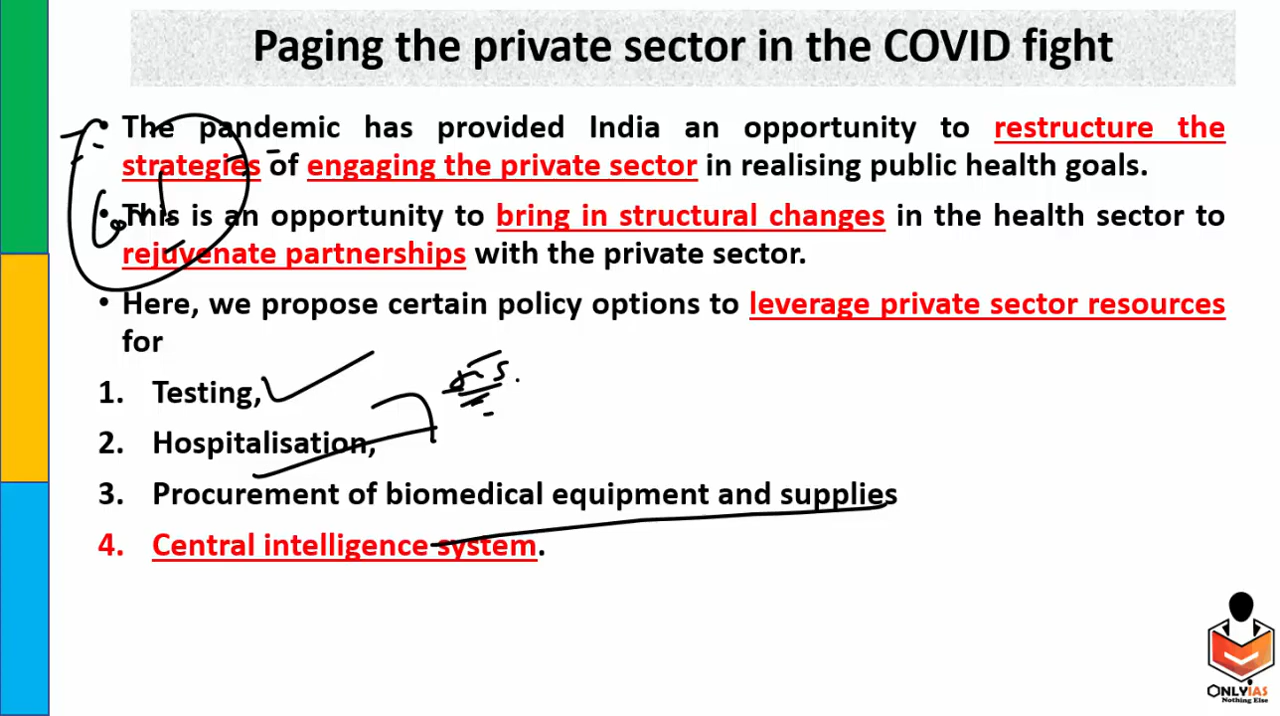 Paging the private sector in the COVID fight
• The pandemic has provided India an opportunity to restructure the
strategies of engaging the private sector in realising public health goals.
• This is an opportunity to bring in structural changes in the health sector to
rejuvenate partnerships with the private sector.
• Here, we propose certain policy options to leverage private sector resources
for
1. Testing,
2. Hospitalisation,
3. Procurement of biomedical equipment and supplies
4. Central intelligence system.
ONLYIAS
Nothing Else